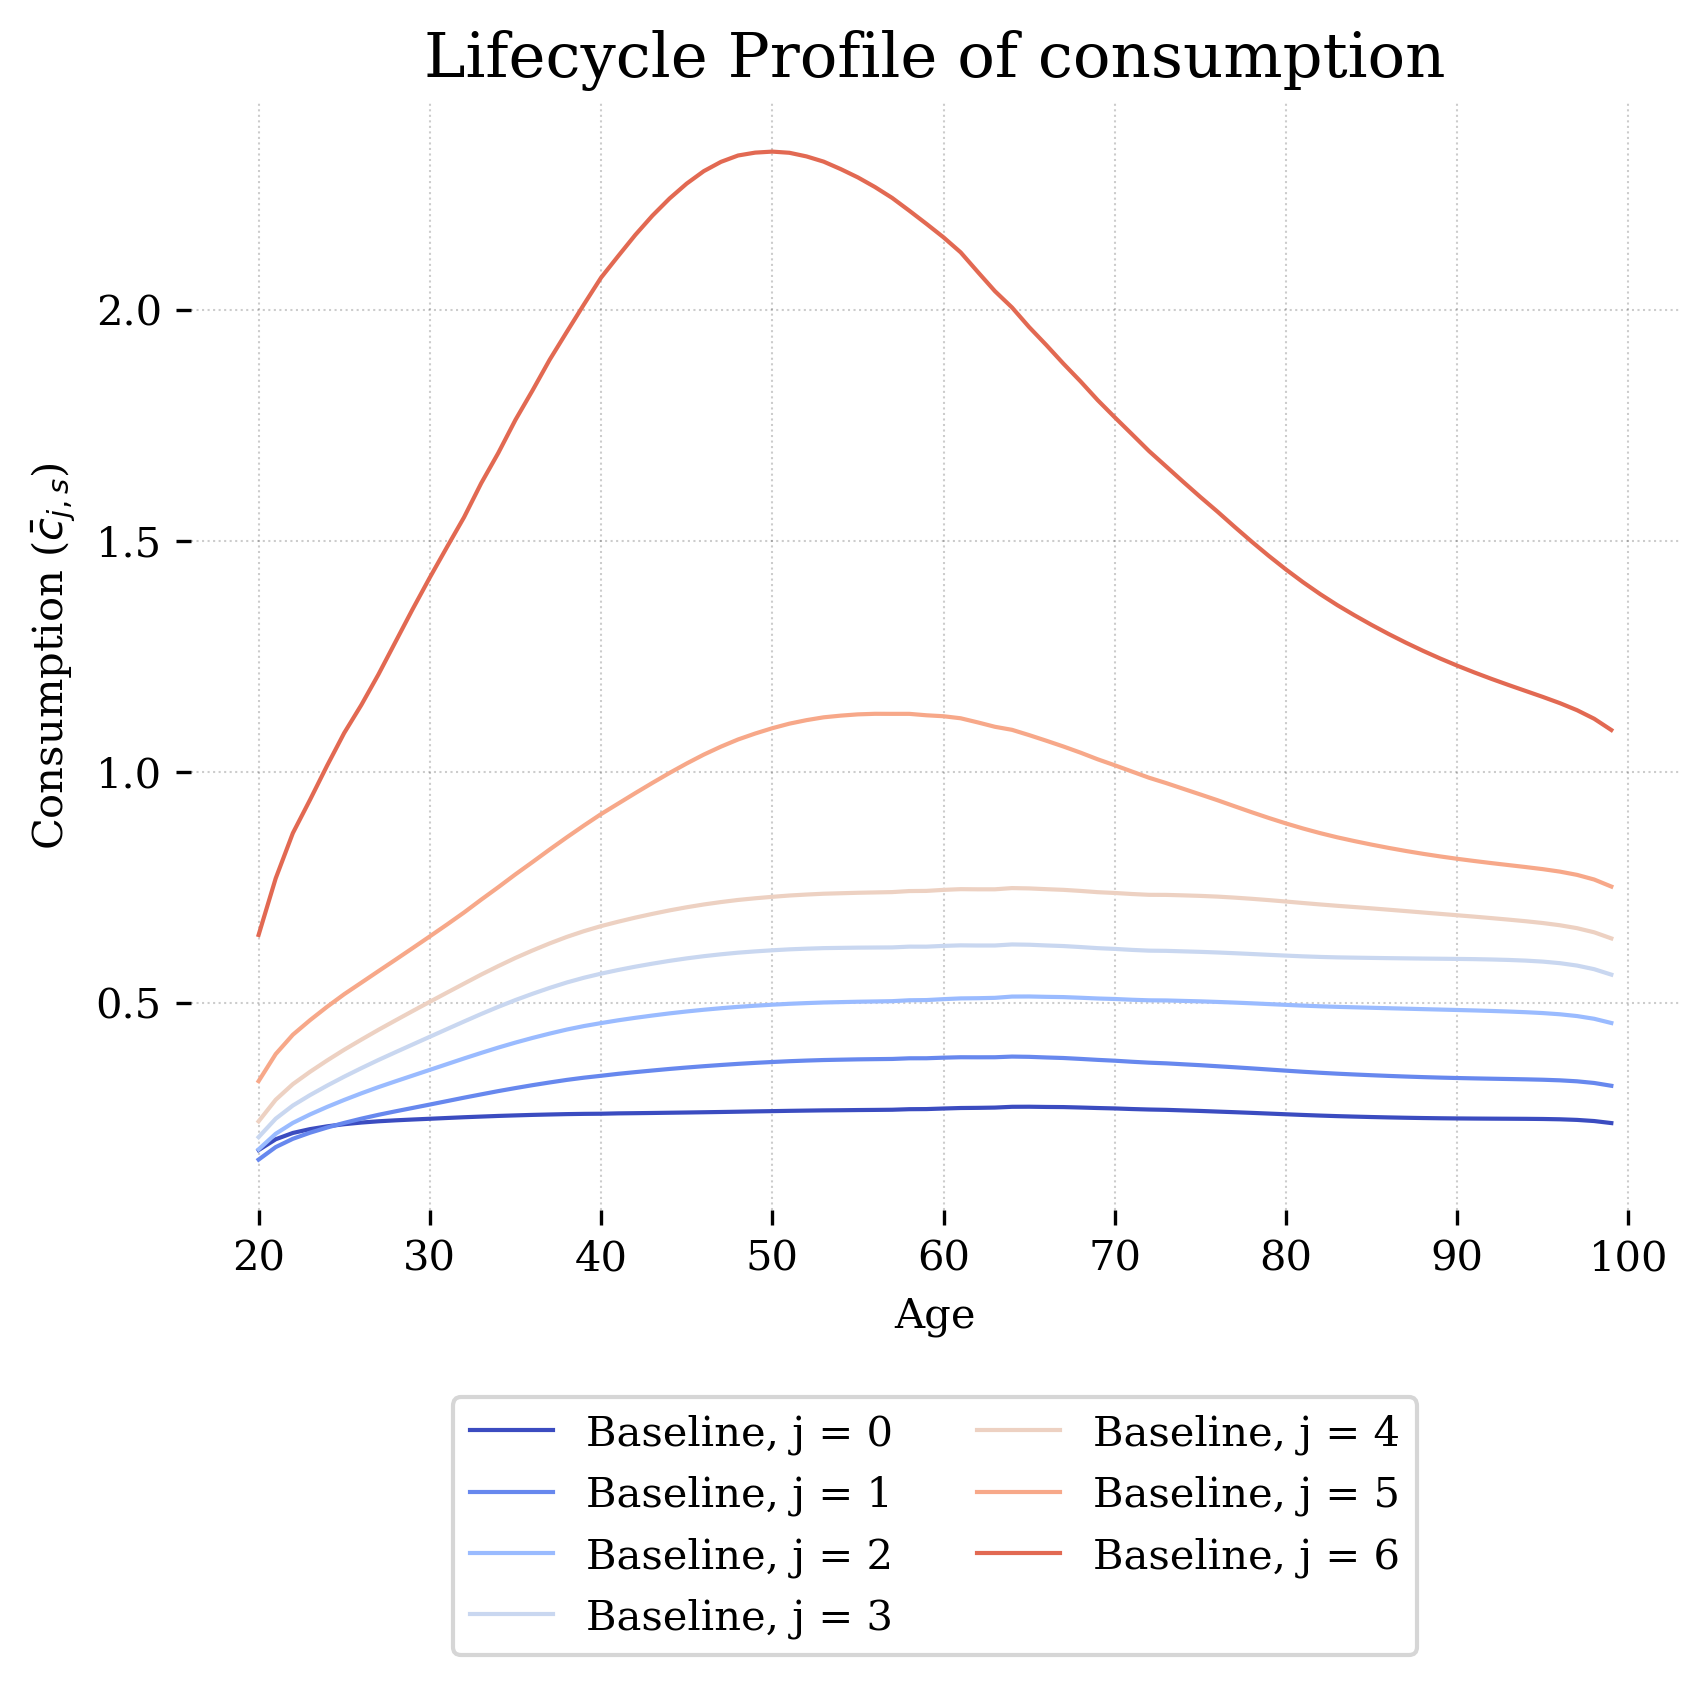 Lifecycle Profile of consumption
Consumption (c̄_{j,s})
2.0
1.5
1.0
0.5
20 30 40 50 60 70 80 90 100
Age
Baseline, j = 0
Baseline, j = 1
Baseline, j = 2
Baseline, j = 3
Baseline, j = 4
Baseline, j = 5
Baseline, j = 6